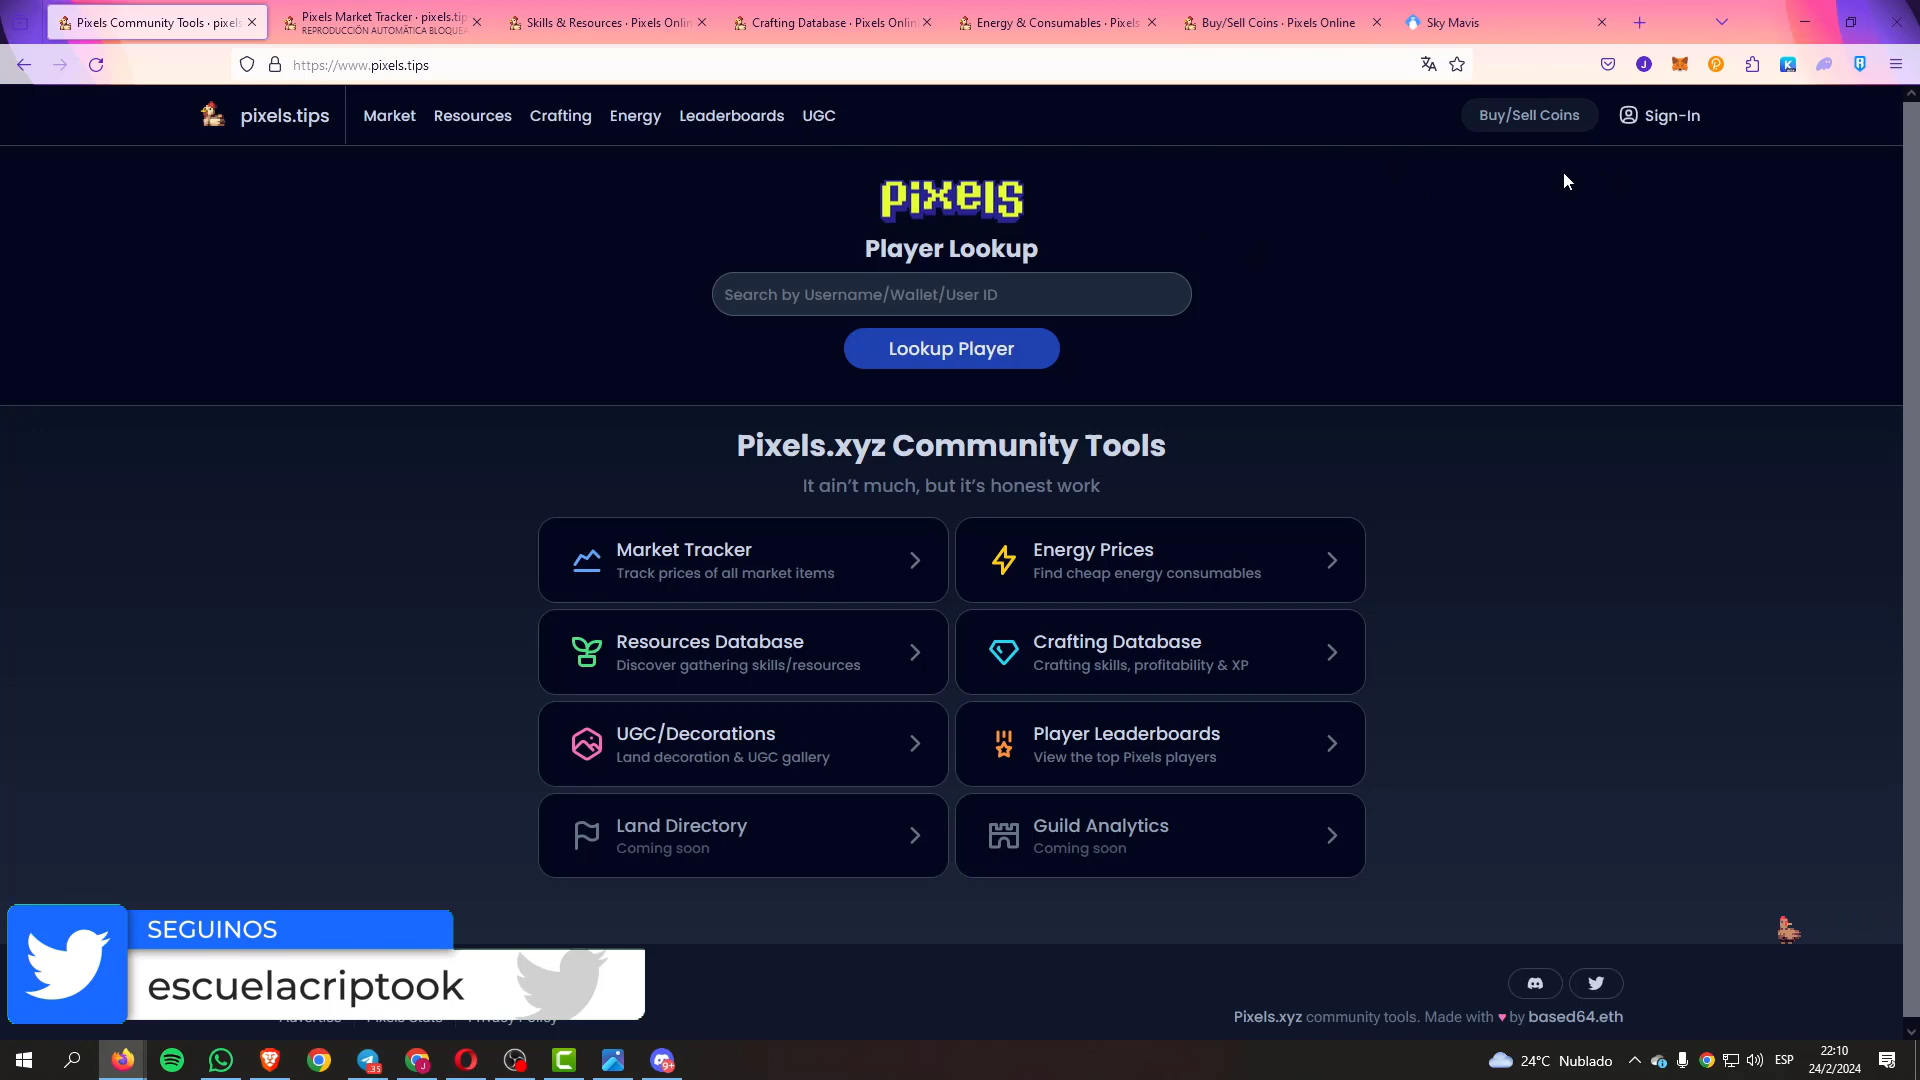 Pixels Community Tools · pixels
Pixels Market Tracker · pixels.tip
REPRODUCCIÓN AUTOMÁTICA BLOQUEA
Skills & Resources · Pixels Onlin
Crafting Database · Pixels Onlin
Energy & Consumables · Pixels
Buy/Sell Coins · Pixels Online
Sky Mavis
https://www.pixels.tips
pixels.tips
Market
Resources
Crafting
Energy
Leaderboards
UGC
Buy/Sell Coins
Sign-In
pixels
Player Lookup
Search by Username/Wallet/User ID
Lookup Player
Pixels.xyz Community Tools
It ain't much, but it's honest work
Market Tracker
Track prices of all market items
Energy Prices
Find cheap energy consumables
Resources Database
Discover gathering skills/resources
Crafting Database
Crafting skills, profitability & XP
UGC/Decorations
Land decoration & UGC gallery
Player Leaderboards
View the top Pixels players
Land Directory
Coming soon
Guild Analytics
Coming soon
SEGUINOS
escuelacriptook
Advertise
Pixels Stats
Privacy Policy
Pixels.xyz community tools. Made with ♥ by based64.eth
24°C Nublado
ESP
22:10
24/2/2024